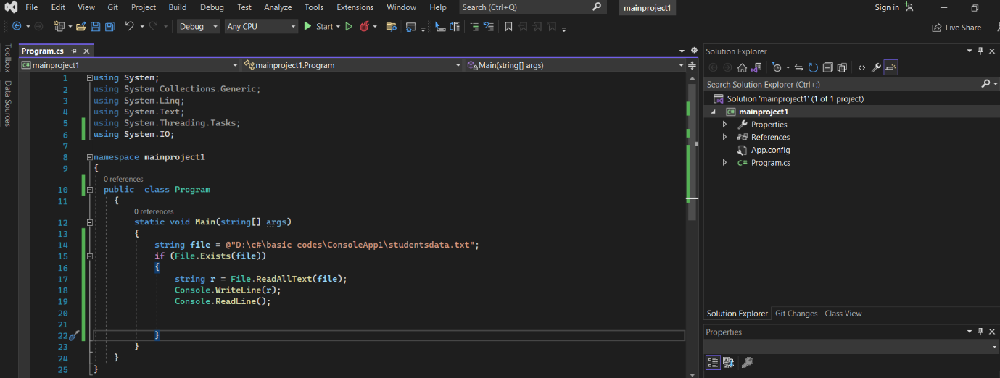 File Edit View Git Project Build Debug Test Analyze Tools Extensions Window Help Search (Ctrl+Q) mainproject1 Sign in
Debug Any CPU Start Live Share
Toolbox
Data Sources
Program.cs
mainproject1 mainproject1.Program Main(string[] args)
1 using System;
2 using System.Collections.Generic;
3 using System.Linq;
4 using System.Text;
5 using System.Threading.Tasks;
6 using System.IO;
7
8 namespace mainproject1
9 {
0 references
10 public  class Program
11 {
0 references
12 static void Main(string[] args)
13 {
14 string file = @"D:\c#\basic codes\ConsoleApp1\studentsdata.txt";
15 if (File.Exists(file))
16 {
17 string r = File.ReadAllText(file);
18 Console.WriteLine(r);
19 Console.ReadLine();
20
21
22 }
23 }
24 }
25 }
Solution Explorer
Search Solution Explorer (Ctrl+;)
Solution 'mainproject1' (1 of 1 project)
C# mainproject1
Properties
References
App.config
C# Program.cs
Solution Explorer Git Changes Class View
Properties